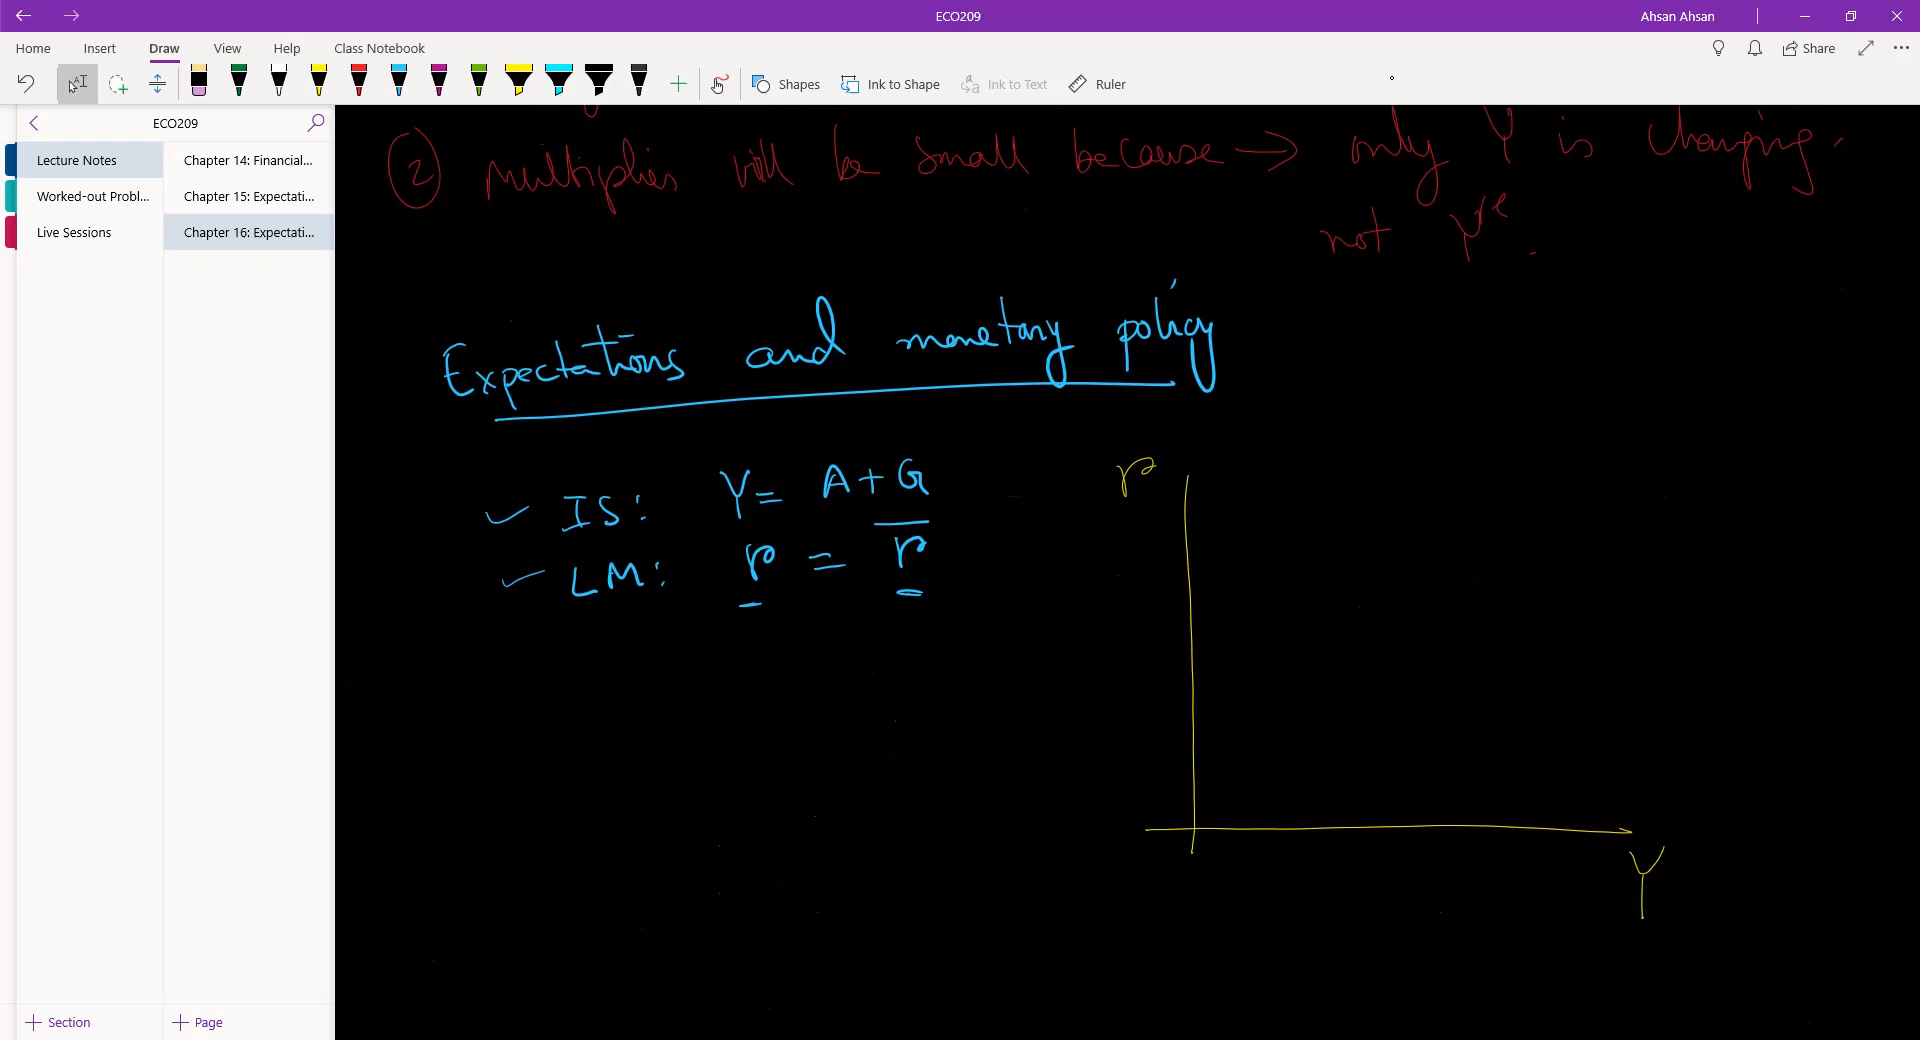 ECO209
Ahsan Ahsan
Home Insert Draw View Help Class Notebook
Share
Shapes Ink to Shape Ink to Text Ruler
ECO209
Lecture Notes
Worked-out Probl...
Live Sessions
Chapter 14: Financial...
Chapter 15: Expectati...
Chapter 16: Expectati...
② multiplier will be small because → only Y is changing.
not Y'e.
Expectations and monetary policy
✓ IS: Y = A + G
✓ LM: r = r
r
Y
+ Section
+ Page